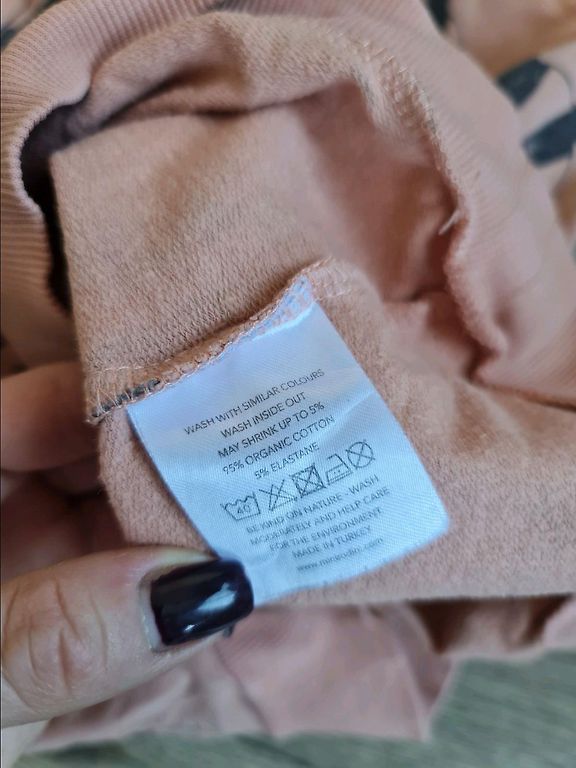 WASH WITH SIMILAR COLOURS
WASH INSIDE OUT
MAY SHRINK UP TO 5%
95% ORGANIC COTTON
5% ELASTANE
40
BE KIND ON NATURE - WASH
MODERATELY AND HELP CARE
FOR THE ENVIRONMENT
MADE IN TURKEY